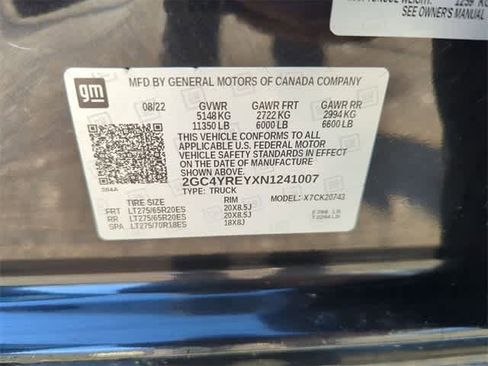 SEE OWNER'S MANUAL
gm
MFD BY GENERAL MOTORS OF CANADA COMPANY
08/22 GVWR GAWR FRT GAWR RR
5148 KG 2722 KG 2994 KG
11350 LB 6000 LB 6600 LB
THIS VEHICLE CONFORMS TO ALL
APPLICABLE U.S. FEDERAL MOTOR
VEHICLE SAFETY STANDARDS IN EFFECT ON THE
DATE OF MANUFACTURE SHOWN ABOVE.
2GC4YREYXN1241007
TYPE: TRUCK
MODEL: X7CK20743
TIRE SIZE RIM
FRT LT275/65R20ES 20X8.5J
RR LT275/65R20ES 20X8.5J
SPA LT275/70R18ES 18X8J